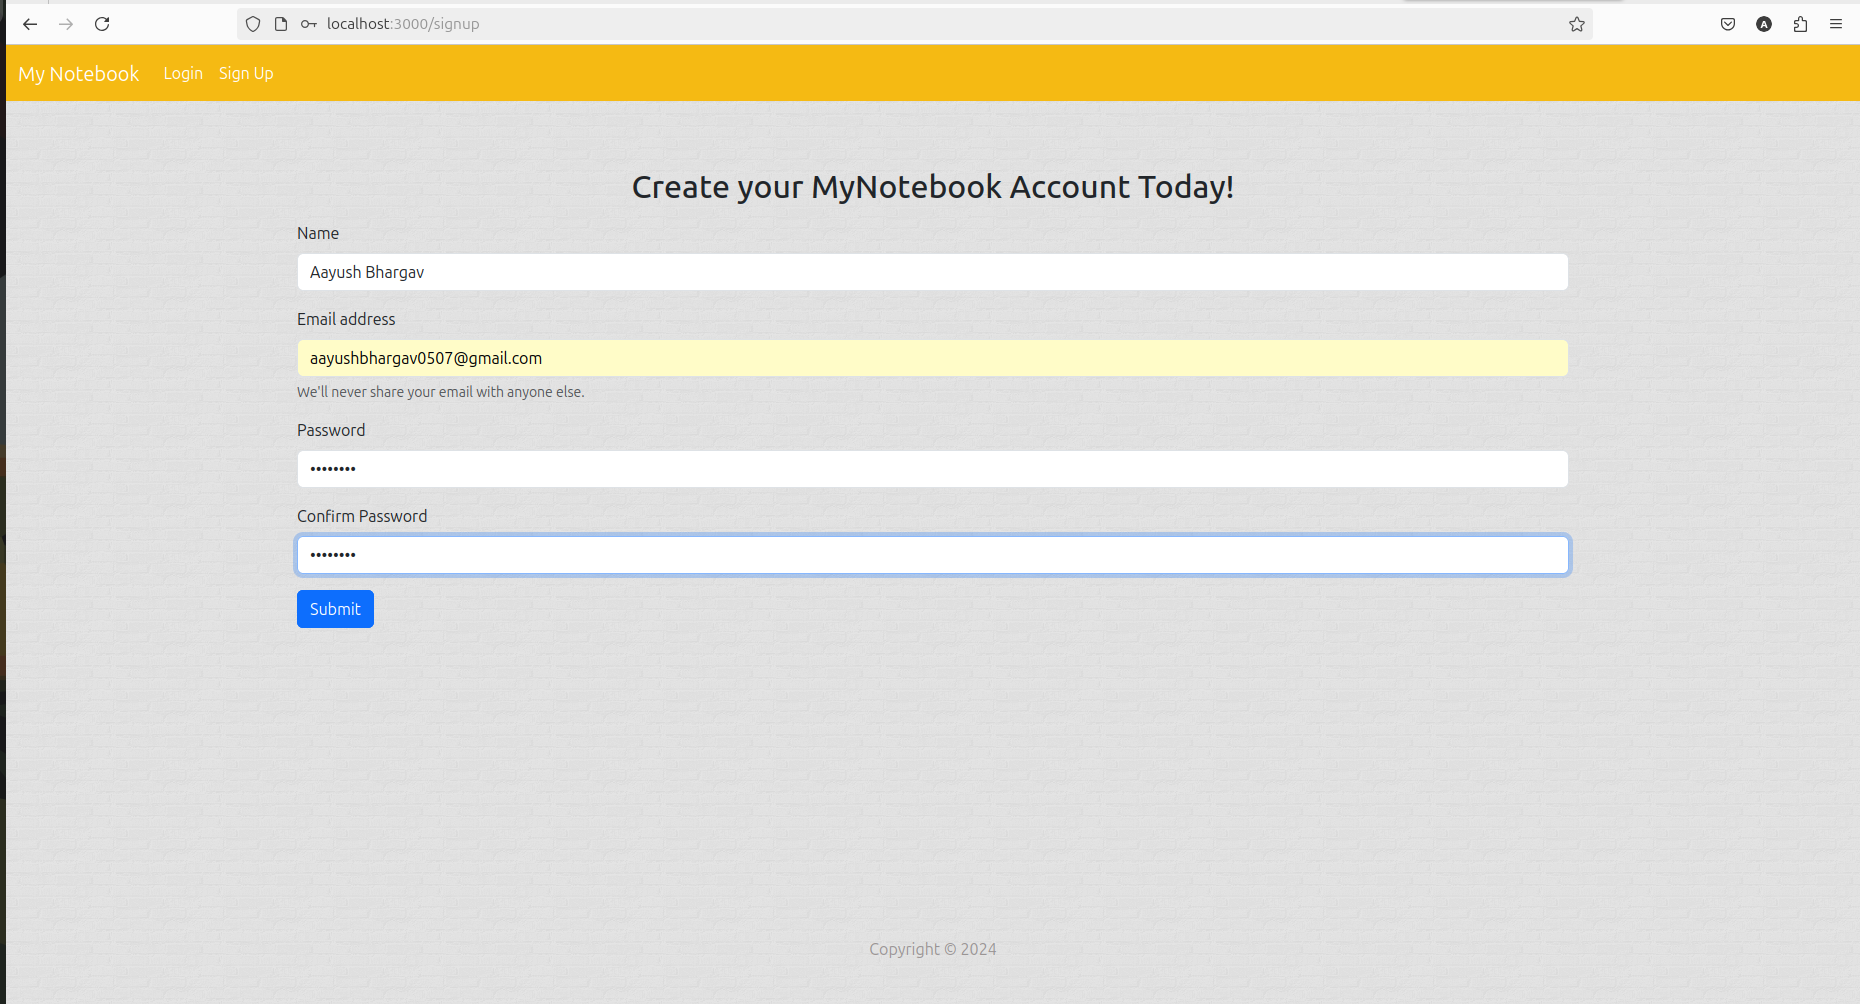 localhost:3000/signup
A
My Notebook Login Sign Up
Create your MyNotebook Account Today!
Name
Aayush Bhargav
Email address
aayushbhargav0507@gmail.com
We'll never share your email with anyone else.
Password
••••••••
Confirm Password
••••••••
Submit
Copyright © 2024